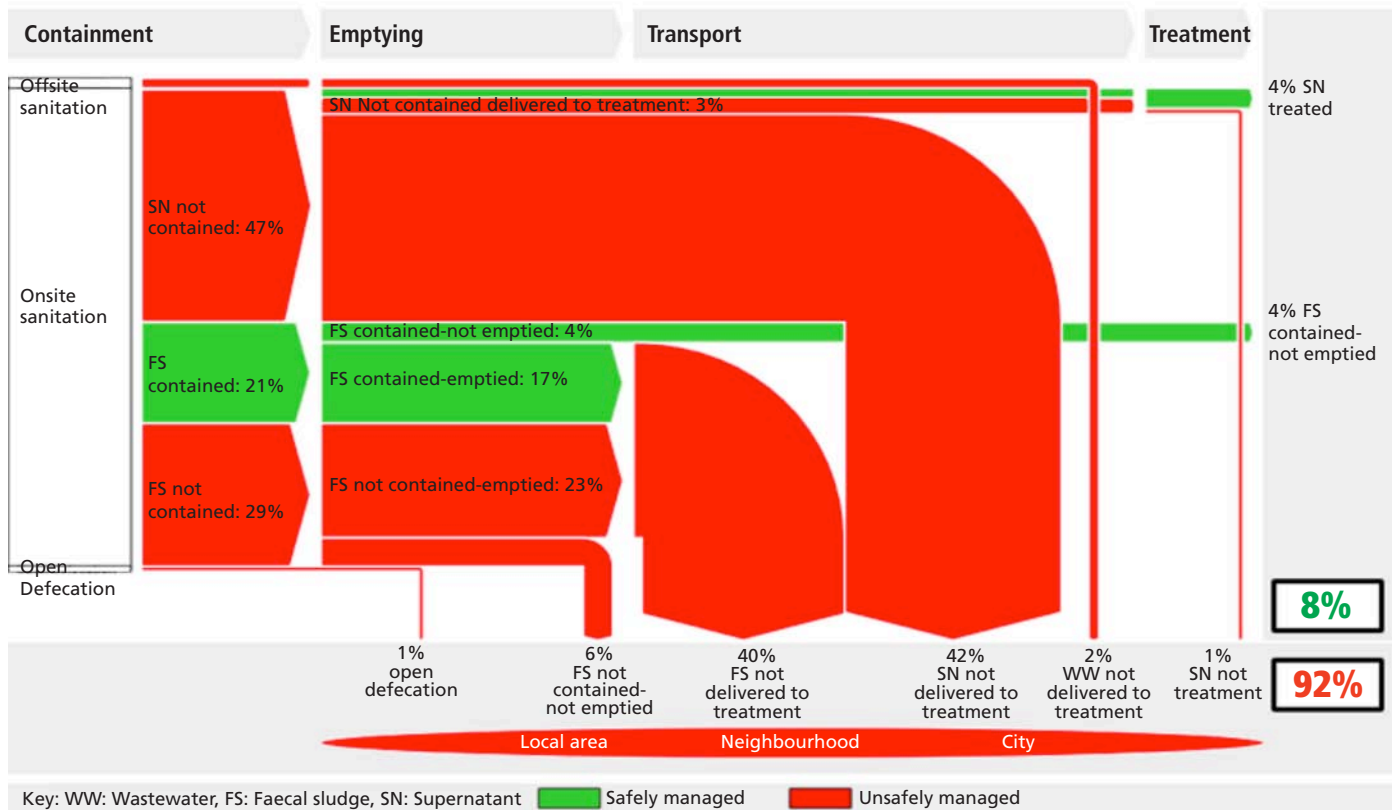 Containment
Emptying
Transport
Treatment
Offsite
sanitation
Onsite
sanitation
Open
Defecation
SN not
contained: 47%
FS
contained: 21%
FS not
contained: 29%
SN Not contained delivered to treatment: 3%
FS contained-not emptied: 4%
FS contained-emptied: 17%
FS not contained-emptied: 23%
4% SN
treated
4% FS
contained-
not emptied
8%
92%
1%
open
defecation
6%
FS not
contained-
not emptied
40%
FS not
delivered to
treatment
42%
SN not
delivered to
treatment
2%
WW not
delivered to
treatment
1%
SN not
treatment
Local area
Neighbourhood
City
Key: WW: Wastewater, FS: Faecal sludge, SN: Supernatant
Safely managed
Unsafely managed